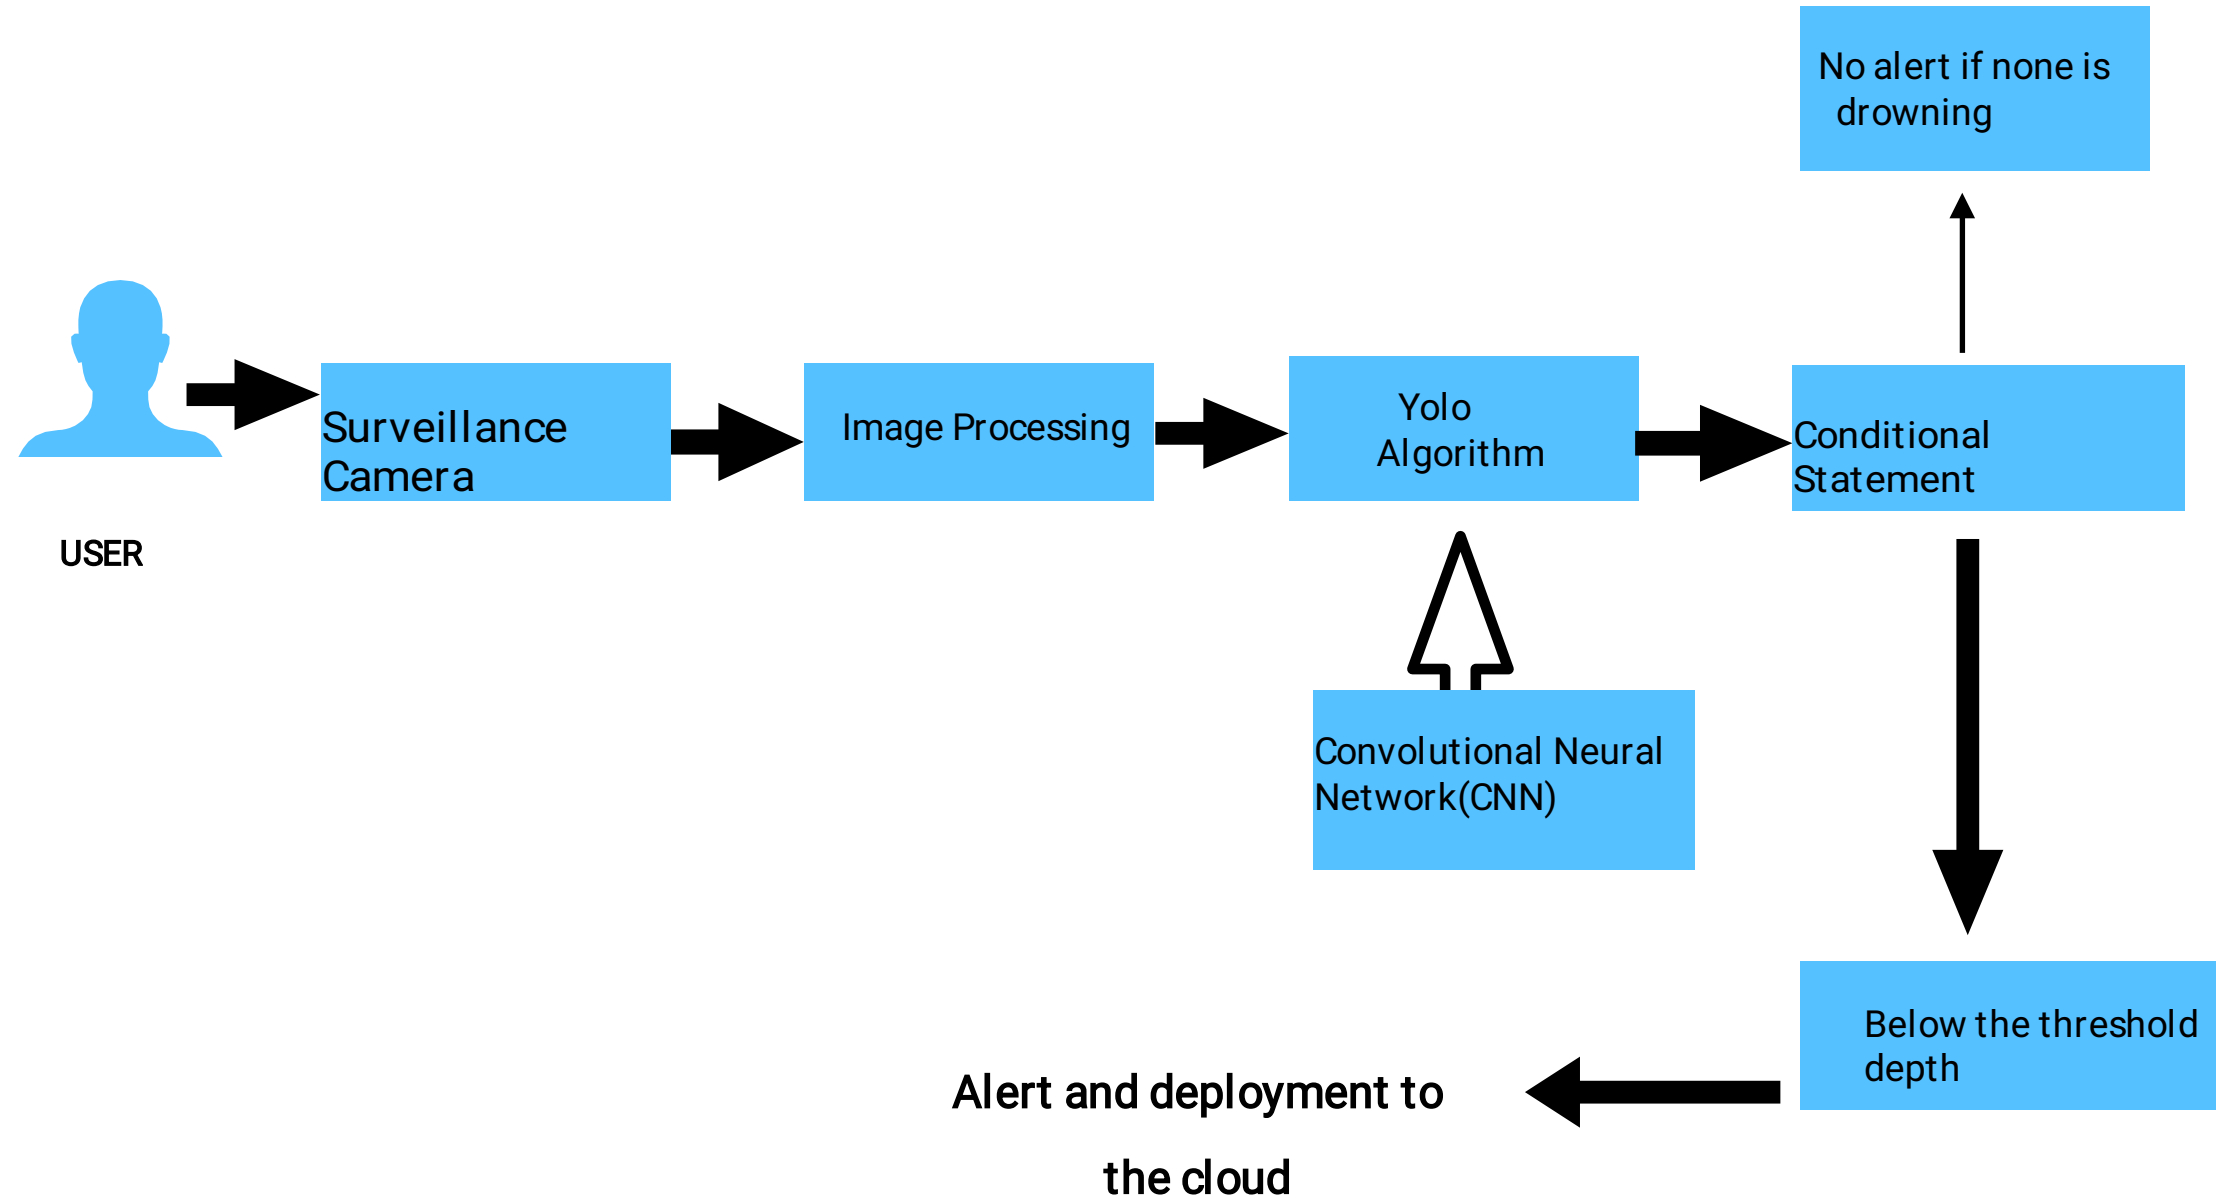 No alert if none is
drowning
Surveillance
Camera
Image Processing
Yolo
Algorithm
Conditional
Statement
USER
Convolutional Neural
Network(CNN)
Below the threshold
depth
Alert and deployment to
the cloud